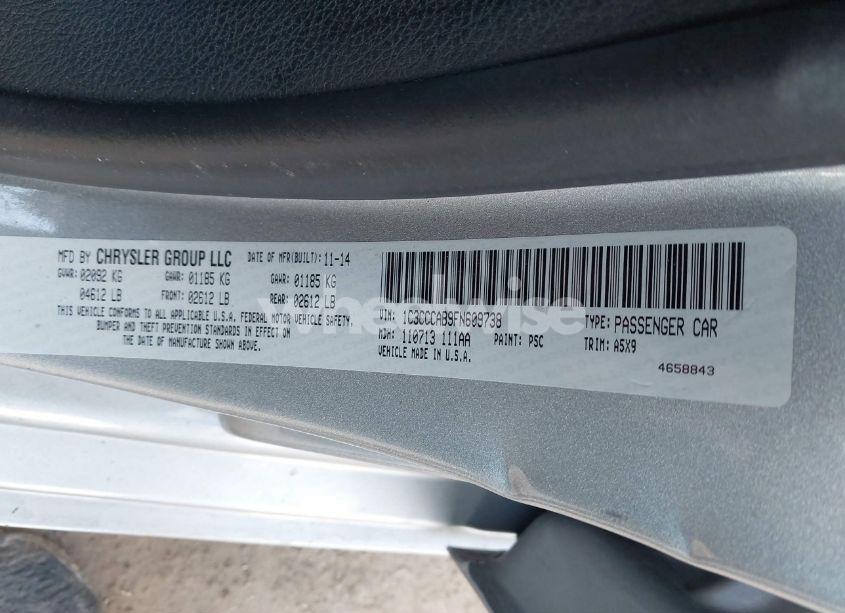 MFD BY CHRYSLER GROUP LLC DATE OF MFR(BUILT): 11-14
GVWR: 02092 KG GAWR: 01185 KG GAWR: 01185 KG
04612 LB FRONT: 02612 LB REAR: 02612 LB
THIS VEHICLE CONFORMS TO ALL APPLICABLE U.S.A. FEDERAL MOTOR VEHICLE SAFETY,
BUMPER AND THEFT PREVENTION STANDARDS IN EFFECT ON THE
DATE OF MANUFACTURE SHOWN ABOVE.
VIN: 1C3CCCAB9FN609738 TYPE: PASSENGER CAR
MDH: 110713 111AA PAINT: PSC TRIM: A5X9
VEHICLE MADE IN U.S.A.
4658843
wheelwise